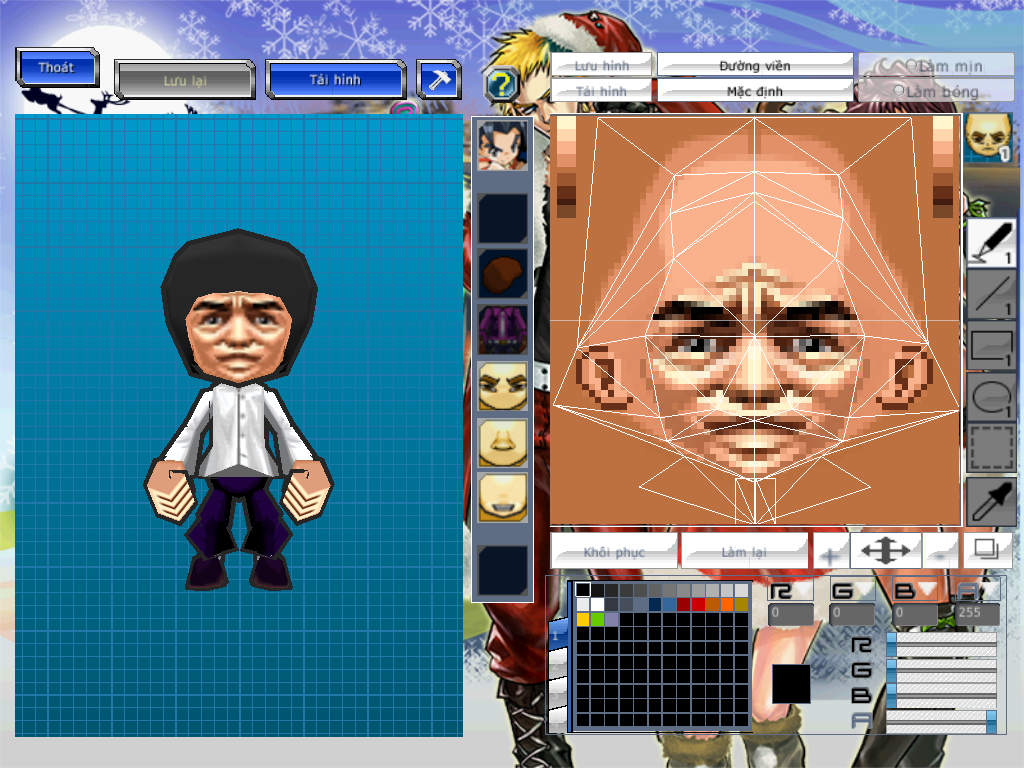 Thoát
Lưu lại
Tải hình
?
Lưu hình
Đường viền
Làm mịn
Tải hình
Mặc định
Làm bóng
1
1
1
1
1
Khôi phục
Làm lại
+
-
R G B A
0 0 0 255
1
R
G
B
A